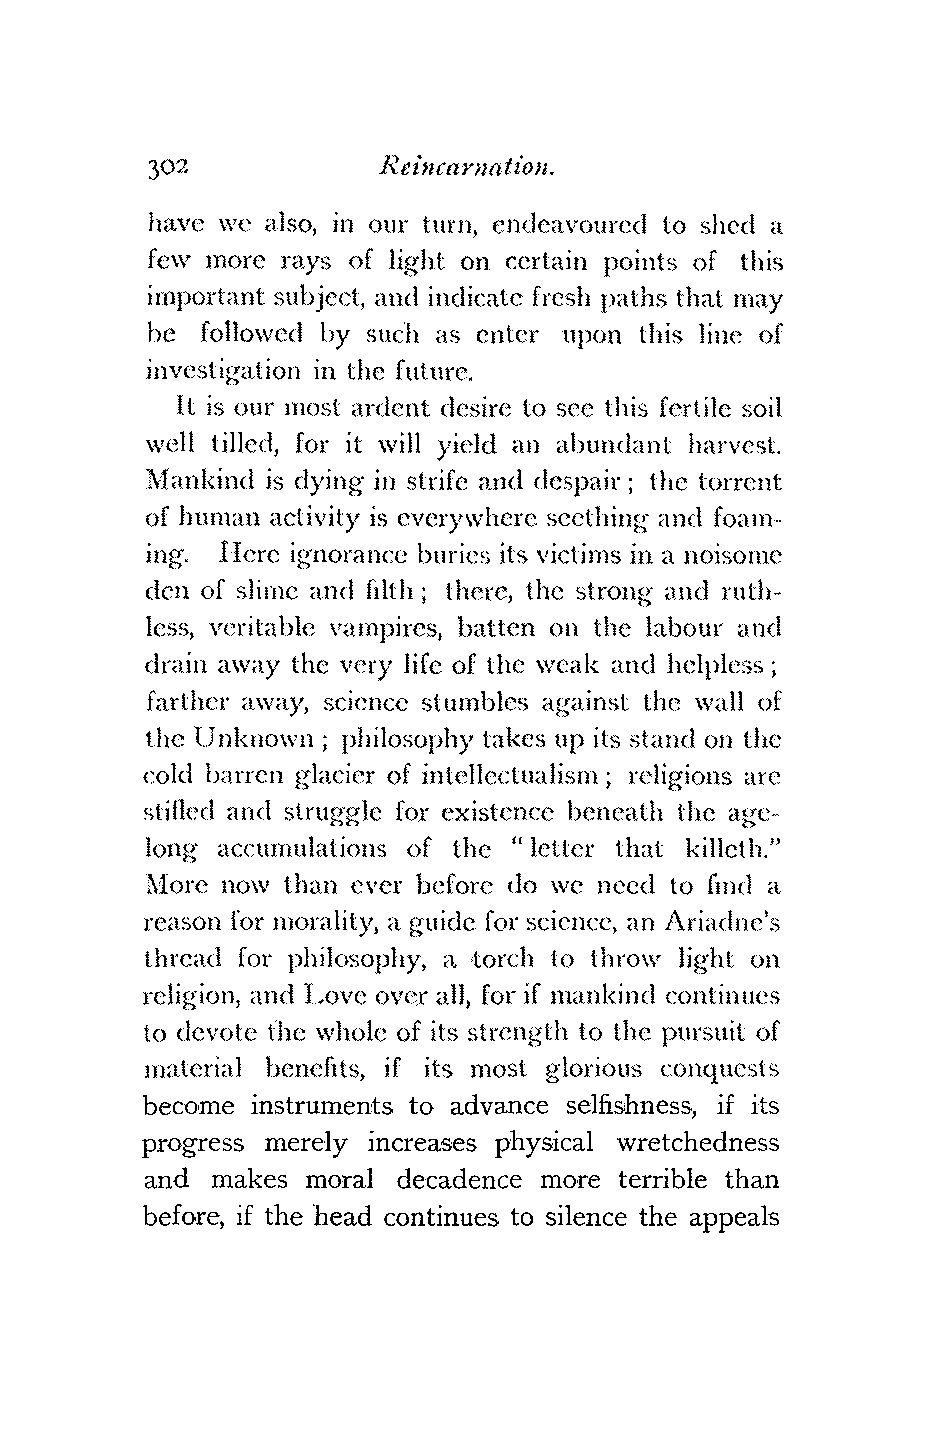 302 Reincarnation.
have we also, in our turn, endeavoured to shed a
few more rays of light on certain points of this
important subject, and indicate fresh paths that may
be followed by such as enter upon this line of
investigation in the future.
It is our most ardent desire to see this fertile soil
well tilled, for it will yield an abundant harvest.
Mankind is dying in strife and despair ; the torrent
of human activity is everywhere seething and foam-
ing. Here ignorance buries its victims in a noisome
den of slime and filth ; there, the strong and ruth-
less, veritable vampires, batten on the labour and
drain away the very life of the weak and helpless ;
farther away, science stumbles against the wall of
the Unknown ; philosophy takes up its stand on the
cold barren glacier of intellectualism ; religions are
stifled and struggle for existence beneath the age-
long accumulations of the “ letter that killeth.”
More now than ever before do we need to find a
reason for morality, a guide for science, an Ariadne's
thread for philosophy, a torch to throw light on
religion, and Love over all, for if mankind continues
to devote the whole of its strength to the pursuit of
material benefits, if its most glorious conquests
become instruments to advance selfishness, if its
progress merely increases physical wretchedness
and makes moral decadence more terrible than
before, if the head continues to silence the appeals